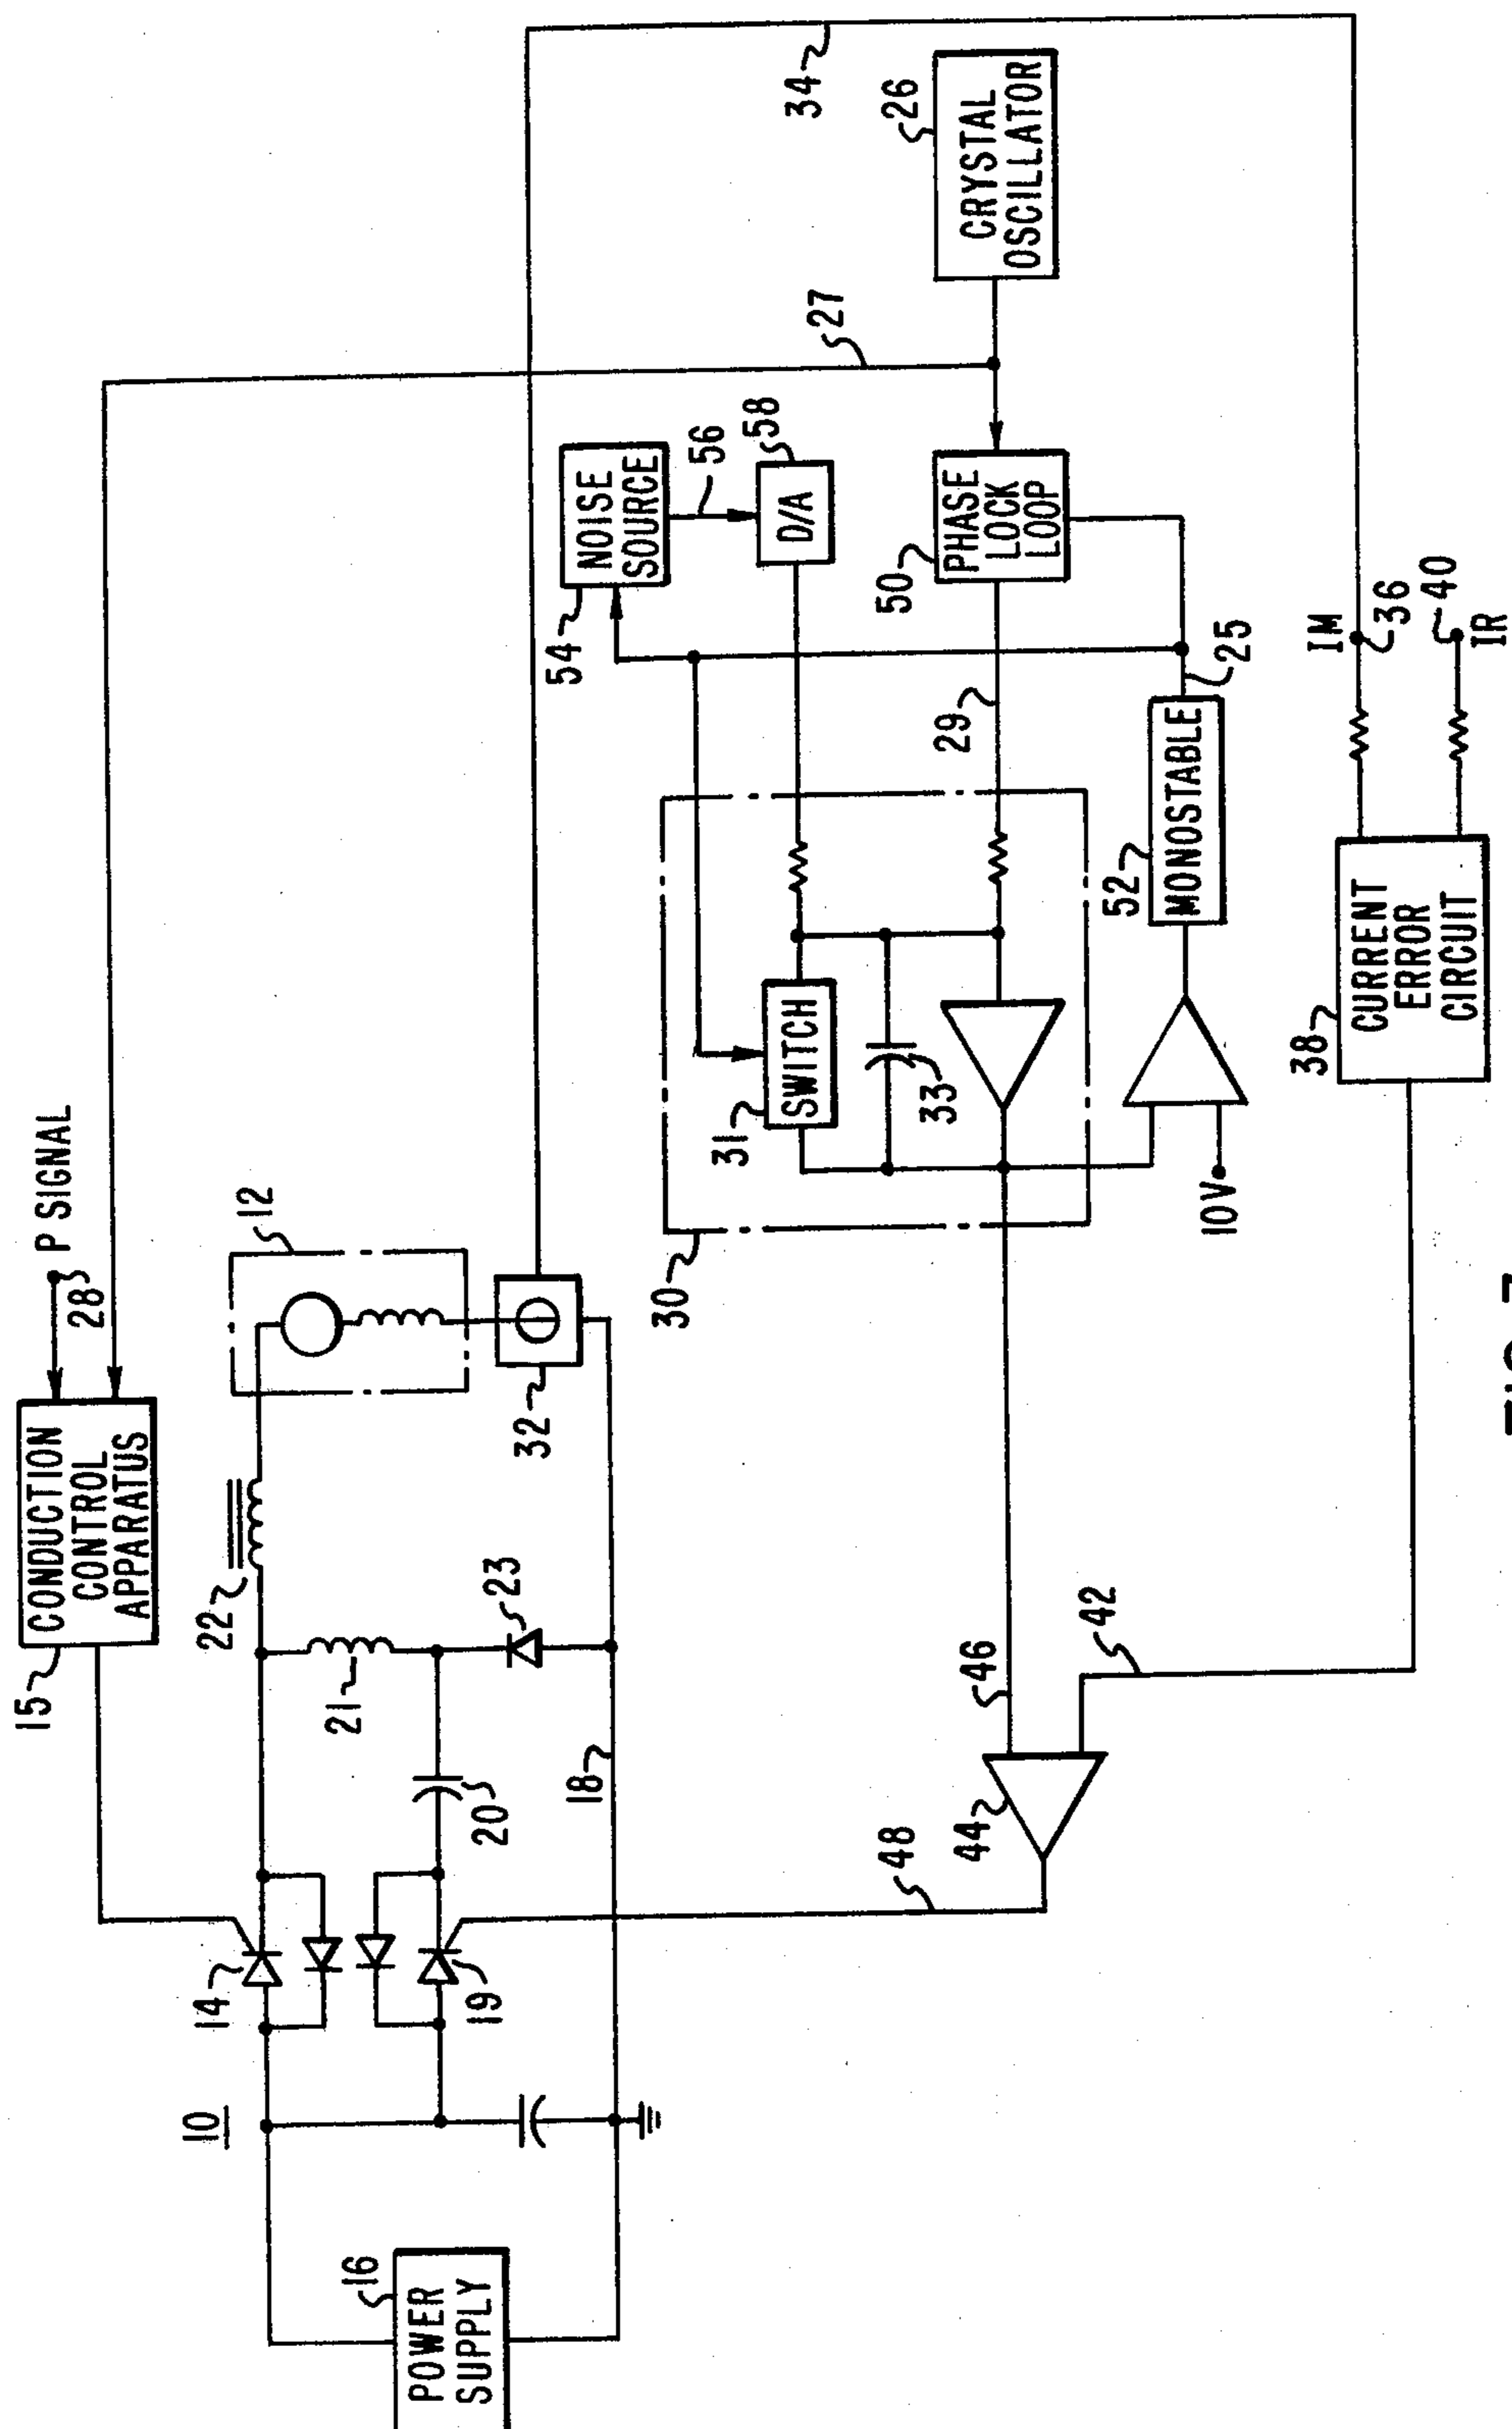 15
CONDUCTION
CONTROL
APPARATUS
P SIGNAL
28
34
10
14
22
12
21
23
19
20
18
32
16
POWER
SUPPLY
54
NOISE
SOURCE
56
D/A
58
27
26
CRYSTAL
OSCILLATOR
30
31
SWITCH
33
29
50
PHASE
LOCK
LOOP
10V
52
MONOSTABLE
25
48
44
46
42
38
CURRENT
ERROR
CIRCUIT
IM
36
40
IR